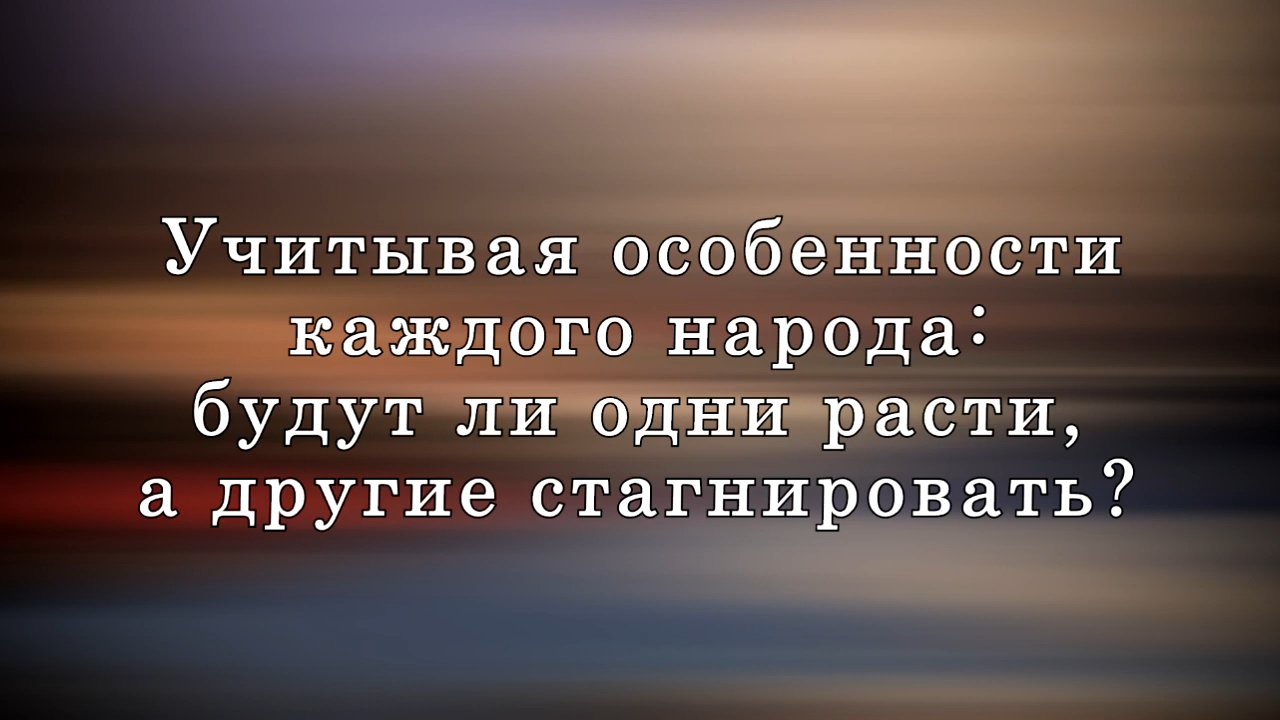 Учитывая особенности
каждого народа:
будут ли одни расти,
а другие стагнировать?